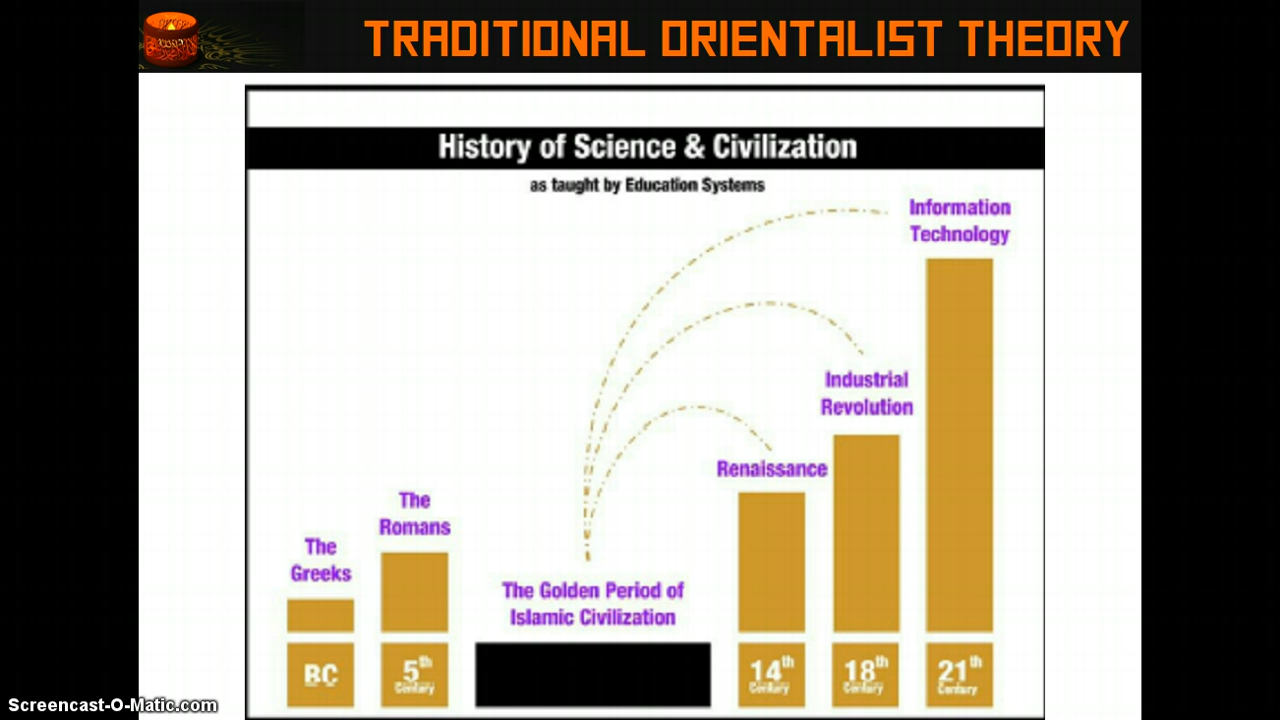 TRADITIONAL ORIENTALIST THEORY
History of Science & Civilization
as taught by Education Systems
Information
Technology
Industrial
Revolution
Renaissance
The
Romans
The
Greeks
The Golden Period of
Islamic Civilization
BC
5th
Century
14th
Century
18th
Century
21th
Century
Screencast-O-Matic.com